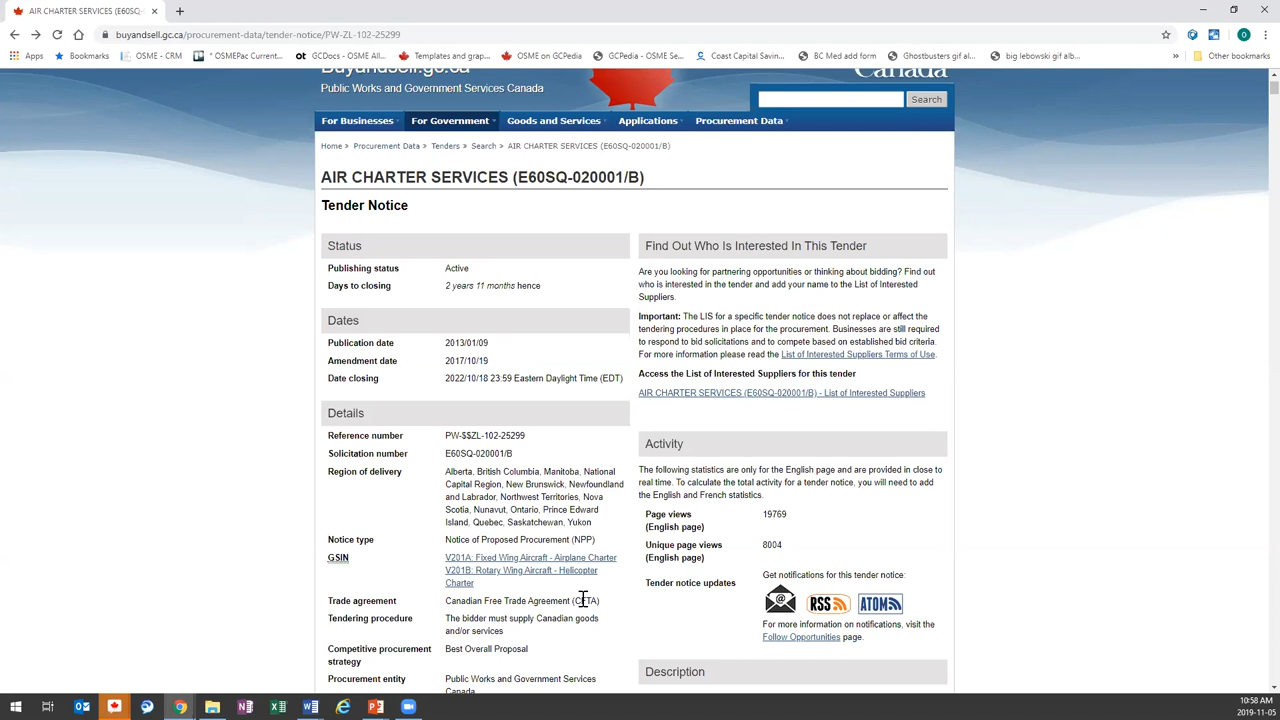 AIR CHARTER SERVICES (E60SQ-
buyandsell.gc.ca/procurement-data/tender-notice/PW-ZL-102-25299
Apps
Bookmarks
OSME - CRM
" *OSMEPac Current...
GCDocs - OSME All...
Templates and grap...
OSME on GCPedia
GCPedia - OSME Se...
Coast Capital Savin...
BC Med add form
Ghostbusters gif al...
big lebowski gif alb...
»
Other bookmarks
Buyandsell.gc.ca
Public Works and Government Services Canada
Canada
Search
For Businesses
For Government
Goods and Services
Applications
Procurement Data
Home › Procurement Data › Tenders › Search › AIR CHARTER SERVICES (E60SQ-020001/B)
AIR CHARTER SERVICES (E60SQ-020001/B)
Tender Notice
Status
Publishing status Active
Days to closing 2 years 11 months hence
Dates
Publication date 2013/01/09
Amendment date 2017/10/19
Date closing 2022/10/18 23:59 Eastern Daylight Time (EDT)
Details
Reference number PW-$$ZL-102-25299
Solicitation number E60SQ-020001/B
Region of delivery Alberta, British Columbia, Manitoba, National
Capital Region, New Brunswick, Newfoundland
and Labrador, Northwest Territories, Nova
Scotia, Nunavut, Ontario, Prince Edward
Island, Quebec, Saskatchewan, Yukon
Notice type Notice of Proposed Procurement (NPP)
GSIN V201A: Fixed Wing Aircraft - Airplane Charter
V201B: Rotary Wing Aircraft - Helicopter
Charter
Trade agreement Canadian Free Trade Agreement (CFTA)
Tendering procedure The bidder must supply Canadian goods
and/or services
Competitive procurement Best Overall Proposal
strategy
Procurement entity Public Works and Government Services
Canada
Find Out Who Is Interested In This Tender
Are you looking for partnering opportunities or thinking about bidding? Find out
who is interested in the tender and add your name to the List of Interested
Suppliers.
Important: The LIS for a specific tender notice does not replace or affect the
tendering procedures in place for the procurement. Businesses are still required
to respond to bid solicitations and to compete based on established bid criteria.
For more information please read the List of Interested Suppliers Terms of Use.
Access the List of Interested Suppliers for this tender
AIR CHARTER SERVICES (E60SQ-020001/B) - List of Interested Suppliers
Activity
The following statistics are only for the English page and are provided in close to
real time. To calculate the total activity for a tender notice, you will need to add
the English and French statistics.
Page views 19769
(English page)
Unique page views 8004
(English page)
Tender notice updates Get notifications for this tender notice:
RSS ATOM
For more information on notifications, visit the
Follow Opportunities page.
Description
10:58 AM
2019-11-05